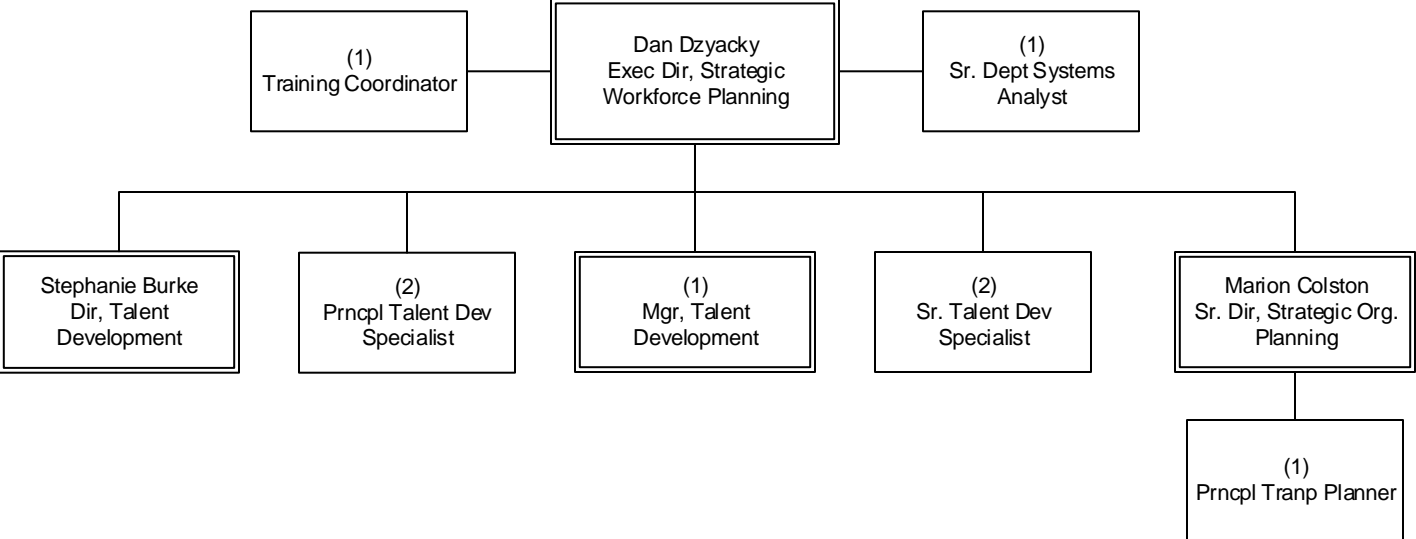 (1)
Training Coordinator
Dan Dzyacky
Exec Dir, Strategic
Workforce Planning
(1)
Sr. Dept Systems
Analyst
Stephanie Burke
Dir, Talent
Development
(2)
Prncpl Talent Dev
Specialist
(1)
Mgr, Talent
Development
(2)
Sr. Talent Dev
Specialist
Marion Colston
Sr. Dir, Strategic Org.
Planning
(1)
Prncpl Tranp Planner